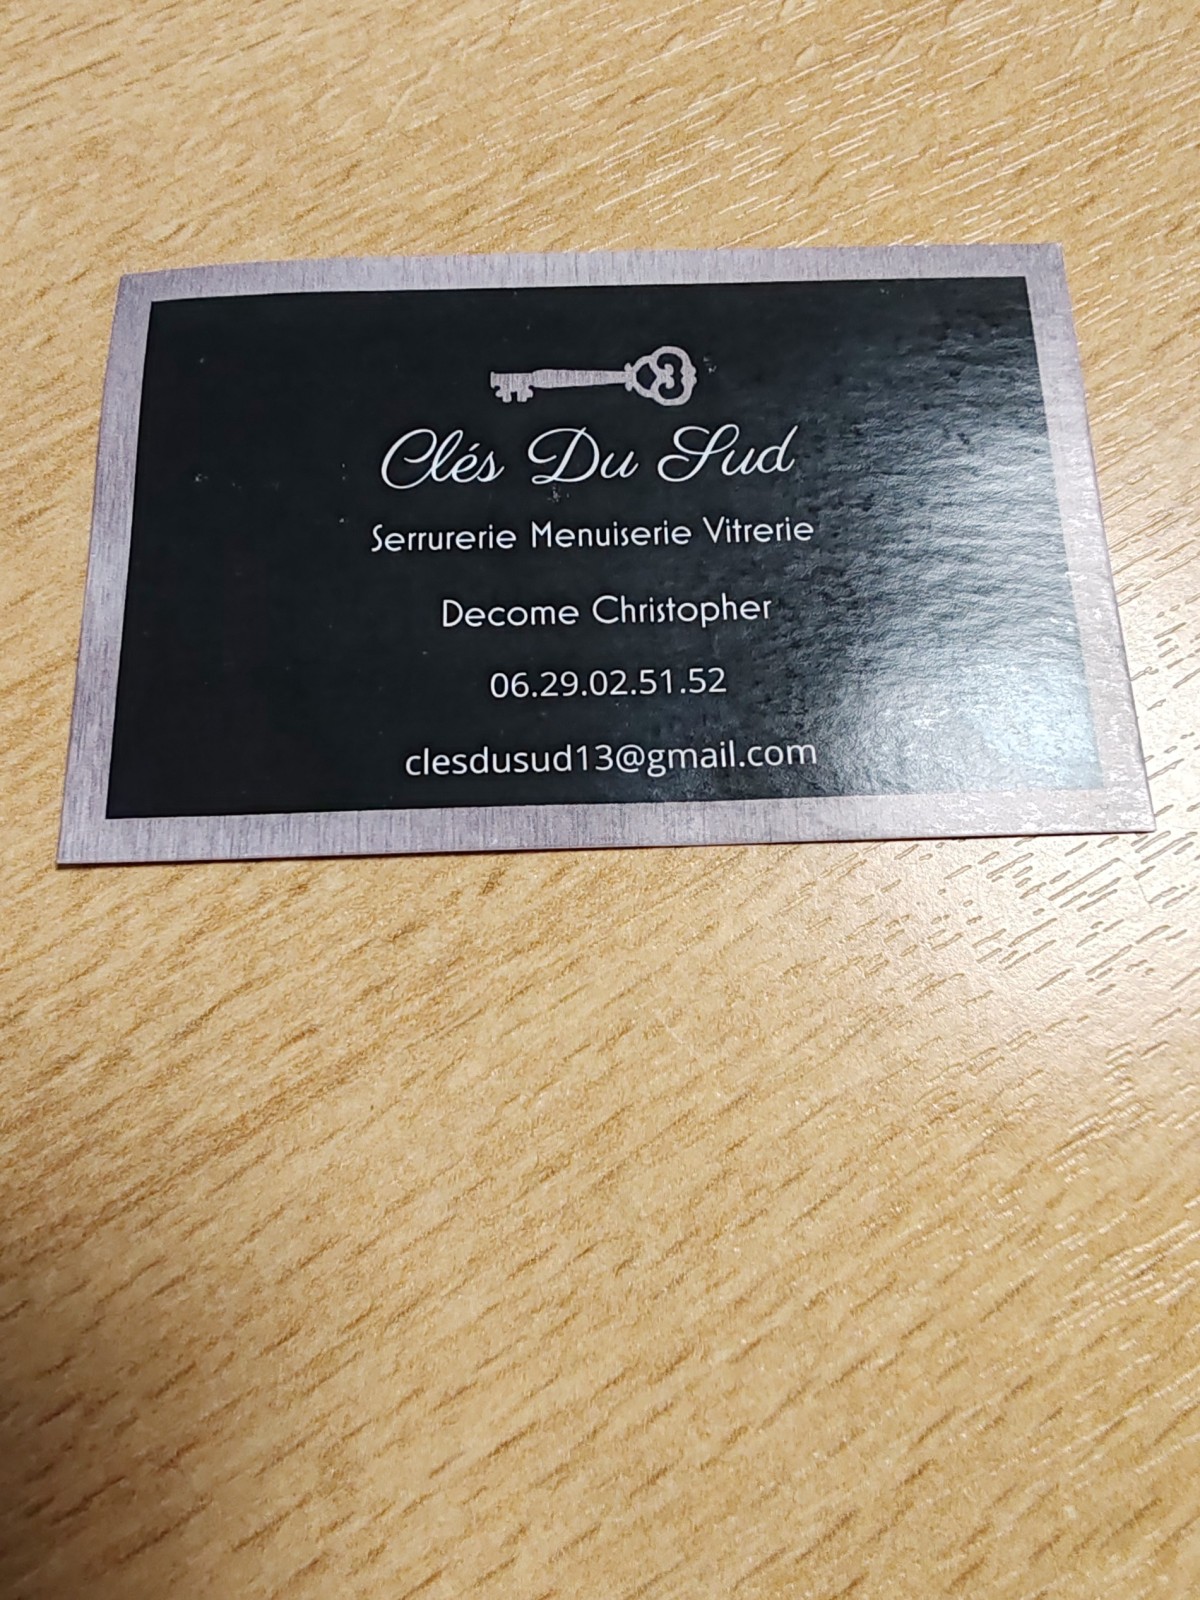 Clés Du Sud
Serrurerie Menuiserie Vitrerie
Decome Christopher
06.29.02.51.52
clesdusud13@gmail.com